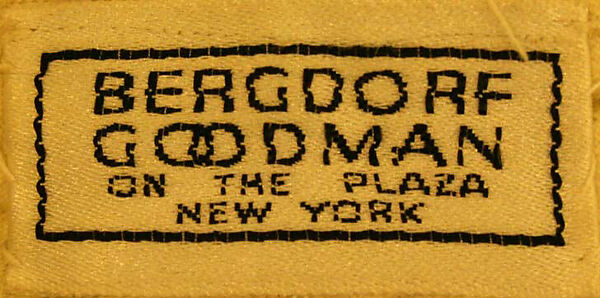 BERGDORF
GOODMAN
ON THE PLAZA
NEW YORK